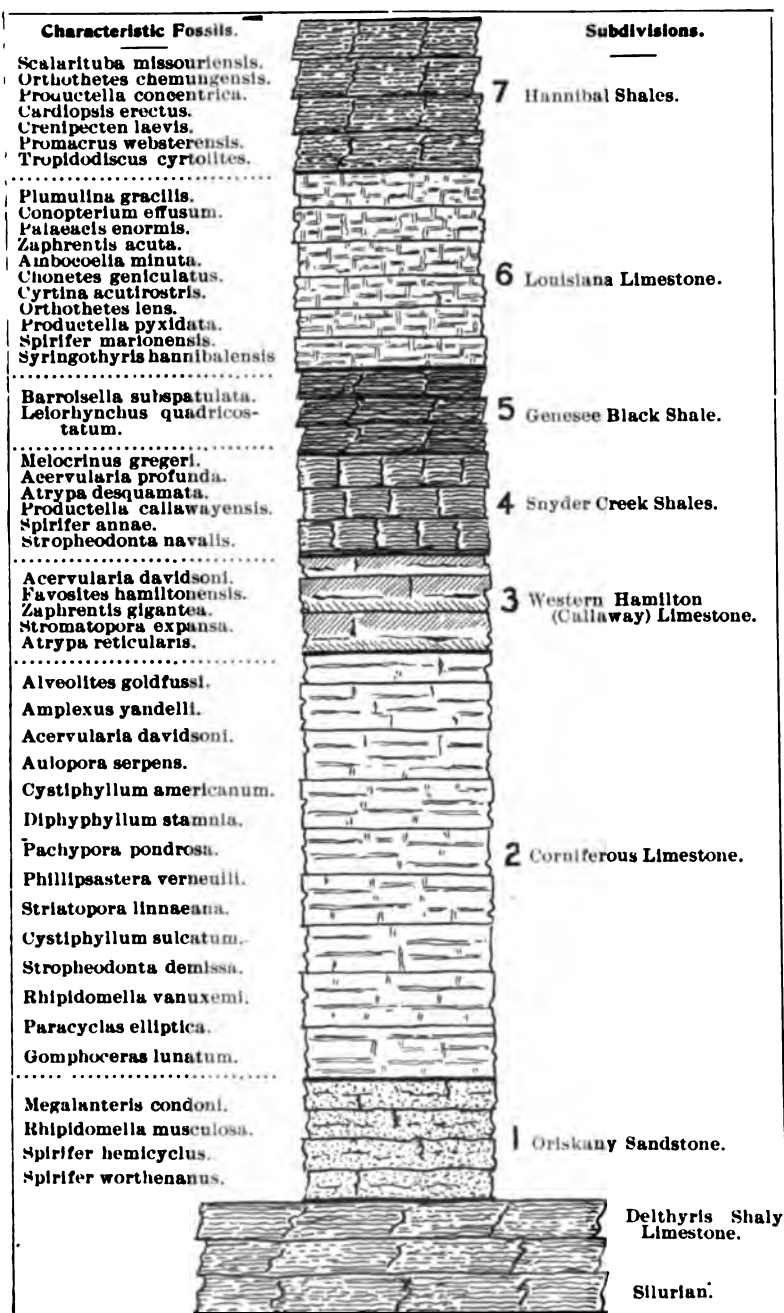 Characteristic Fossils.
Scalarituba missouriensis.
Orthothetes chemungensis.
Productella concentrica.
Cardiopsis erectus.
Crenipecten laevis.
Promacrus websterensis.
Tropidodiscus cyrtolites.
Plumulina gracilis.
Conopterium effusum.
Palaeacis enormis.
Zaphrentis acuta.
Ambocoelia minuta.
Chonetes geniculatus.
Cyrtina acutirostris.
Orthothetes lens.
Productella pyxidata.
Spirifer marionensis.
Syringothyris hannibalensis
Barroisella subspatulata.
Leiorhynchus quadricos-
tatum.
Melocrinus gregeri.
Acervularia profunda.
Atrypa desquamata.
Productella callawayensis.
Spirifer annae.
Stropheodonta navalis.
Acervularia davidsoni.
Favosites hamiltonensis.
Zaphrentis gigantea.
Stromatopora expansa.
Atrypa reticularis.
Alveolites goldfussi.
Amplexus yandelli.
Acervularia davidsoni.
Aulopora serpens.
Cystiphyllum americanum.
Diphyphyllum stamnia.
Pachypora pondrosa.
Phillipsastera verneuili.
Striatopora linnaeana.
Cystiphyllum sulcatum.
Stropheodonta demissa.
Rhipidomella vanuxemi.
Paracyclas elliptica.
Gomphoceras lunatum.
Megalanteris condoni.
Rhipidomella musculosa.
Spirifer hemicyclus.
Spirifer worthenanus.
Subdivisions.
7 Hannibal Shales.
6 Louisiana Limestone.
5 Genesee Black Shale.
4 Snyder Creek Shales.
3 Western Hamilton
(Callaway) Limestone.
2 Corniferous Limestone.
1 Oriskany Sandstone.
Delthyris Shaly
Limestone.
Silurian.